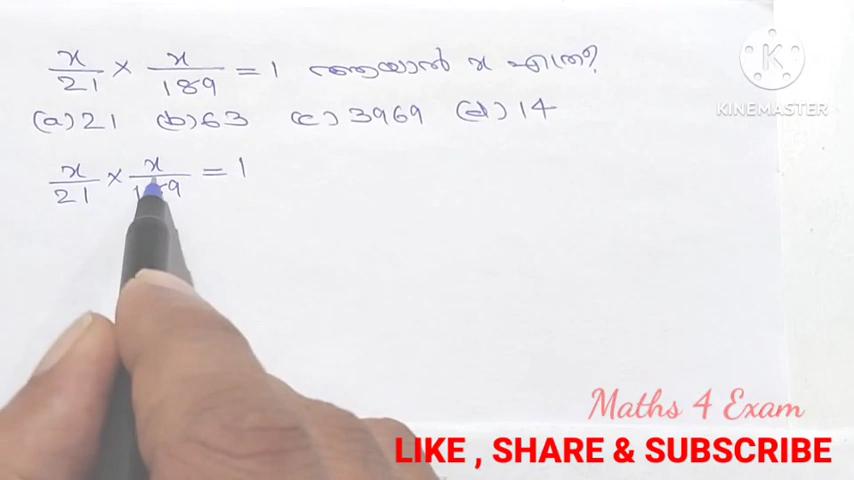 x/21 × x/189 = 1 ആയാൽ x എത്ര?
(a) 21 (b) 63 (c) 3969 (d) 14
x/21 × x/189 = 1
KINEMASTER
Maths 4 Exam
LIKE , SHARE & SUBSCRIBE